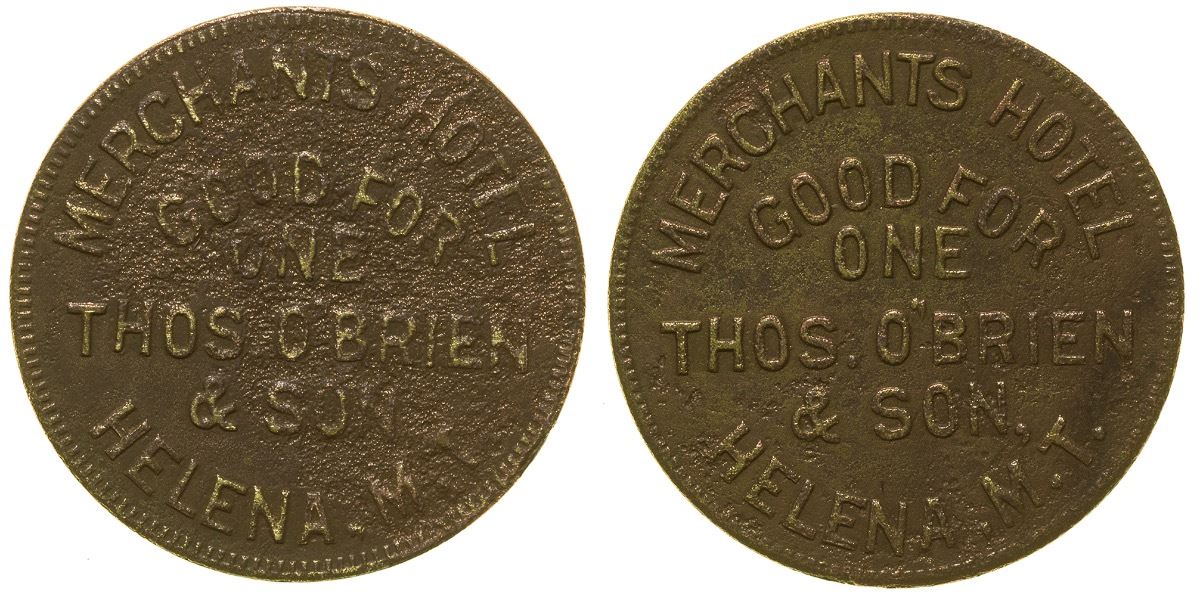 MERCHANTS HOTEL
GOOD FOR
ONE
THOS O'BRIEN
& SON
HELENA. M
MERCHANTS HOTEL
GOOD FOR
ONE
THOS. O"BRIEN
& SON,
HELENA. M. T.